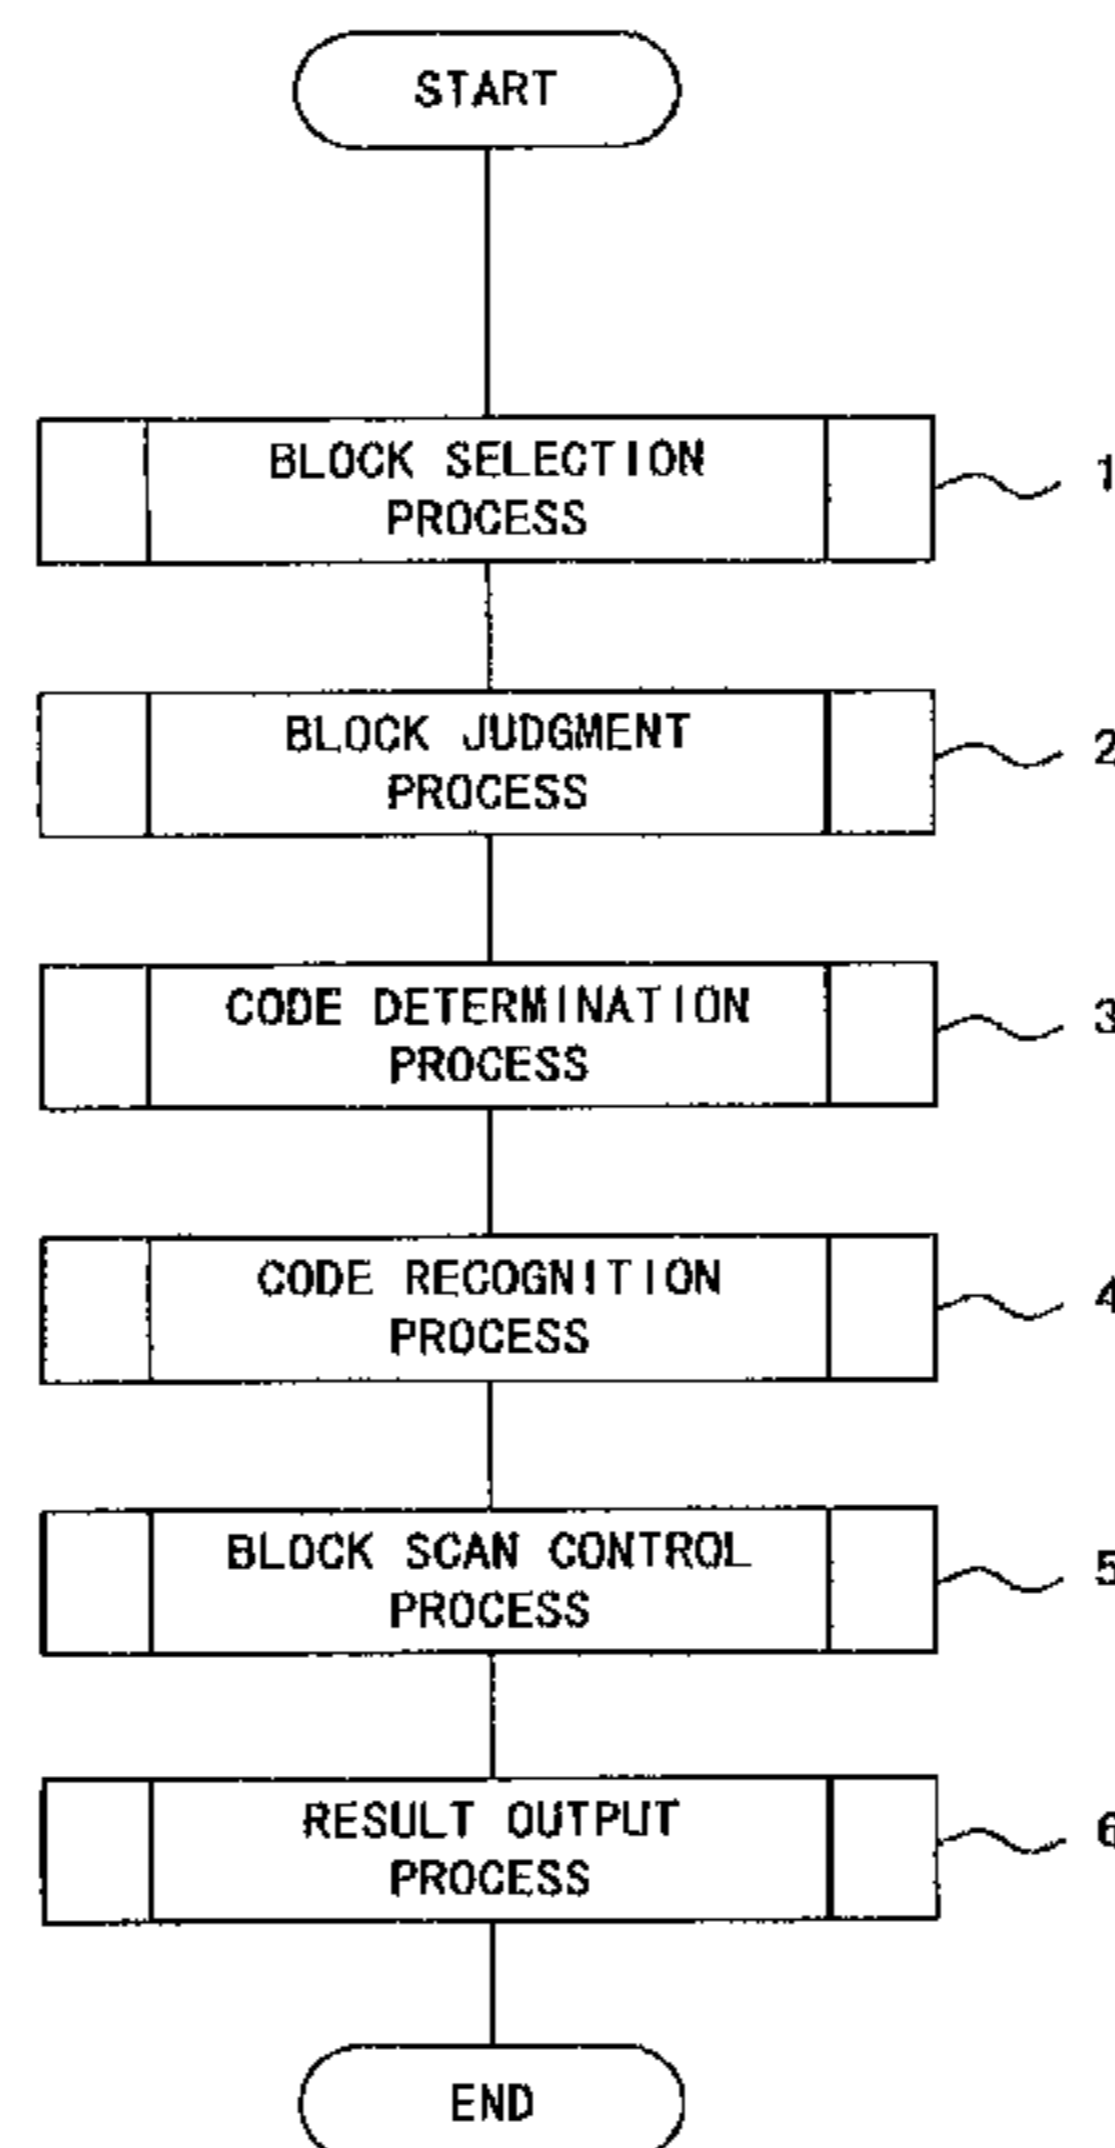 START
BLOCK SELECTION
PROCESS
1
BLOCK JUDGMENT
PROCESS
2
CODE DETERMINATION
PROCESS
3
CODE RECOGNITION
PROCESS
4
BLOCK SCAN CONTROL
PROCESS
5
RESULT OUTPUT
PROCESS
6
END